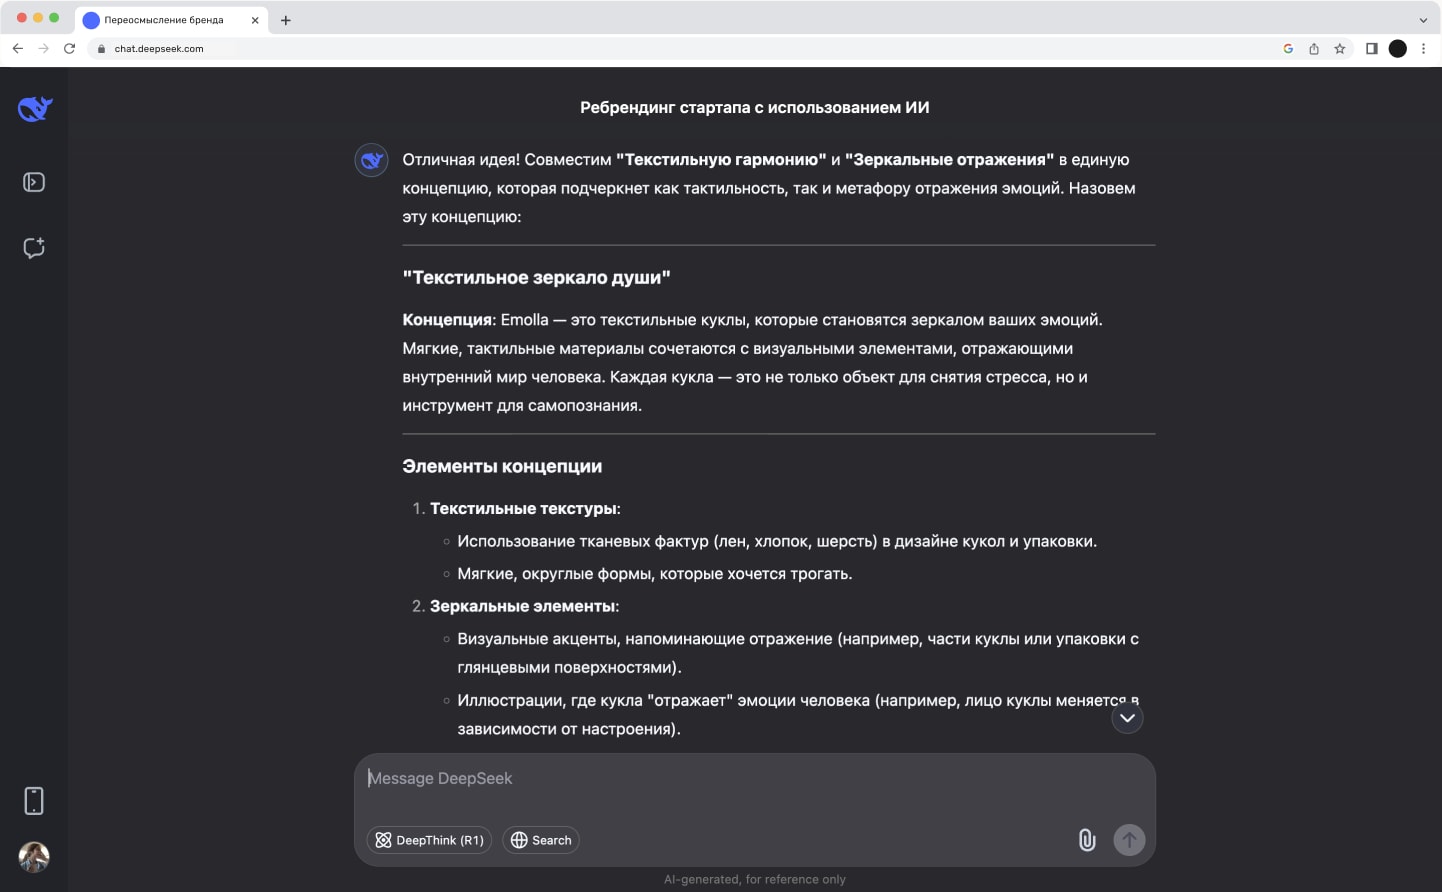 Переосмысление бренда
chat.deepseek.com
Ребрендинг стартапа с использованием ИИ
Отличная идея! Совместим "Текстильную гармонию" и "Зеркальные отражения" в единую
концепцию, которая подчеркнет как тактильность, так и метафору отражения эмоций. Назовем
эту концепцию:
"Текстильное зеркало души"
Концепция: Emolla — это текстильные куклы, которые становятся зеркалом ваших эмоций.
Мягкие, тактильные материалы сочетаются с визуальными элементами, отражающими
внутренний мир человека. Каждая кукла — это не только объект для снятия стресса, но и
инструмент для самопознания.
Элементы концепции
1. Текстильные текстуры:
Использование тканевых фактур (лен, хлопок, шерсть) в дизайне кукол и упаковки.
Мягкие, округлые формы, которые хочется трогать.
2. Зеркальные элементы:
Визуальные акценты, напоминающие отражение (например, части куклы или упаковки с
глянцевыми поверхностями).
Иллюстрации, где кукла "отражает" эмоции человека (например, лицо куклы меняется в
зависимости от настроения).
Message DeepSeek
DeepThink (R1) Search
AI-generated, for reference only